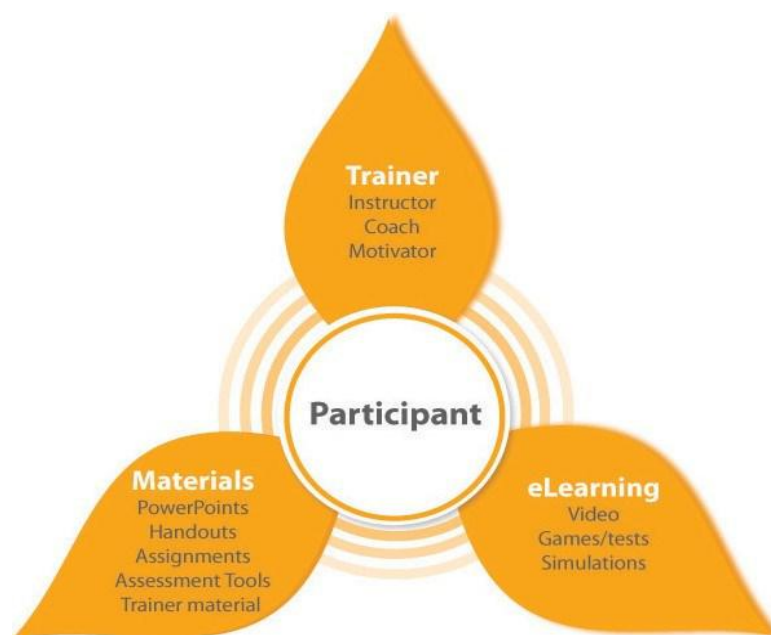 Trainer
Instructor
Coach
Motivator
Participant
Materials
PowerPoints
Handouts
Assignments
Assessment Tools
Trainer material
eLearning
Video
Games/tests
Simulations